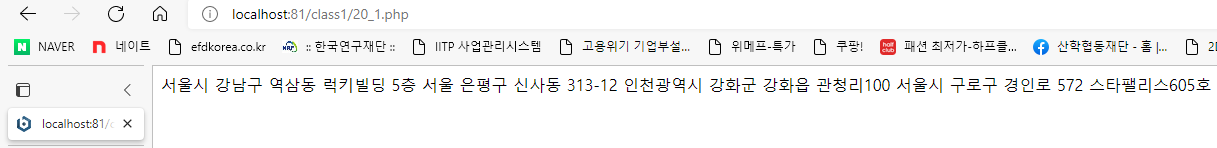 localhost:81/class1/20_1.php
NAVER 네이트 efdkorea.co.kr :: 한국연구재단 :: IITP 사업관리시스템 고용위기 기업부설... 위메프-특가 쿠팡! half club 패션 최저가-하프클... 산학협동재단 - 홈 |...
서울시 강남구 역삼동 럭키빌딩 5층 서울 은평구 신사동 313-12 인천광역시 강화군 강화읍 관청리100 서울시 구로구 경인로 572 스타팰리스605호
localhost:81/c